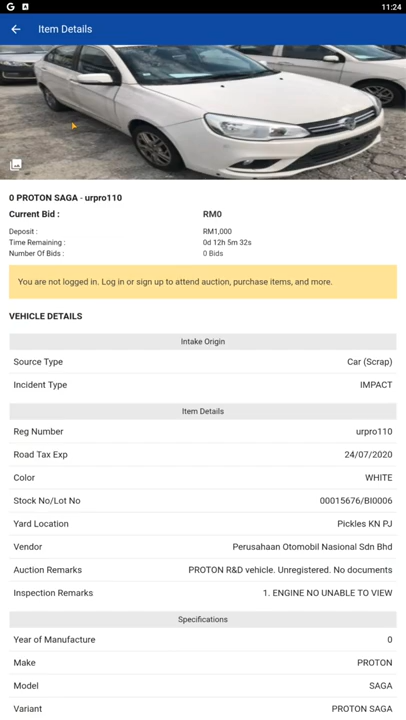 11:24
Item Details
0 PROTON SAGA - urpro110
Current Bid : RM0
Deposit : RM1,000
Time Remaining : 0d 12h 5m 32s
Number Of Bids : 0 Bids
You are not logged in. Log in or sign up to attend auction, purchase items, and more.
VEHICLE DETAILS
Intake Origin
Source Type Car (Scrap)
Incident Type IMPACT
Item Details
Reg Number urpro110
Road Tax Exp 24/07/2020
Color WHITE
Stock No/Lot No 00015676/BI0006
Yard Location Pickles KN PJ
Vendor Perusahaan Otomobil Nasional Sdn Bhd
Auction Remarks PROTON R&D vehicle. Unregistered. No documents
Inspection Remarks 1. ENGINE NO UNABLE TO VIEW
Specifications
Year of Manufacture 0
Make PROTON
Model SAGA
Variant PROTON SAGA